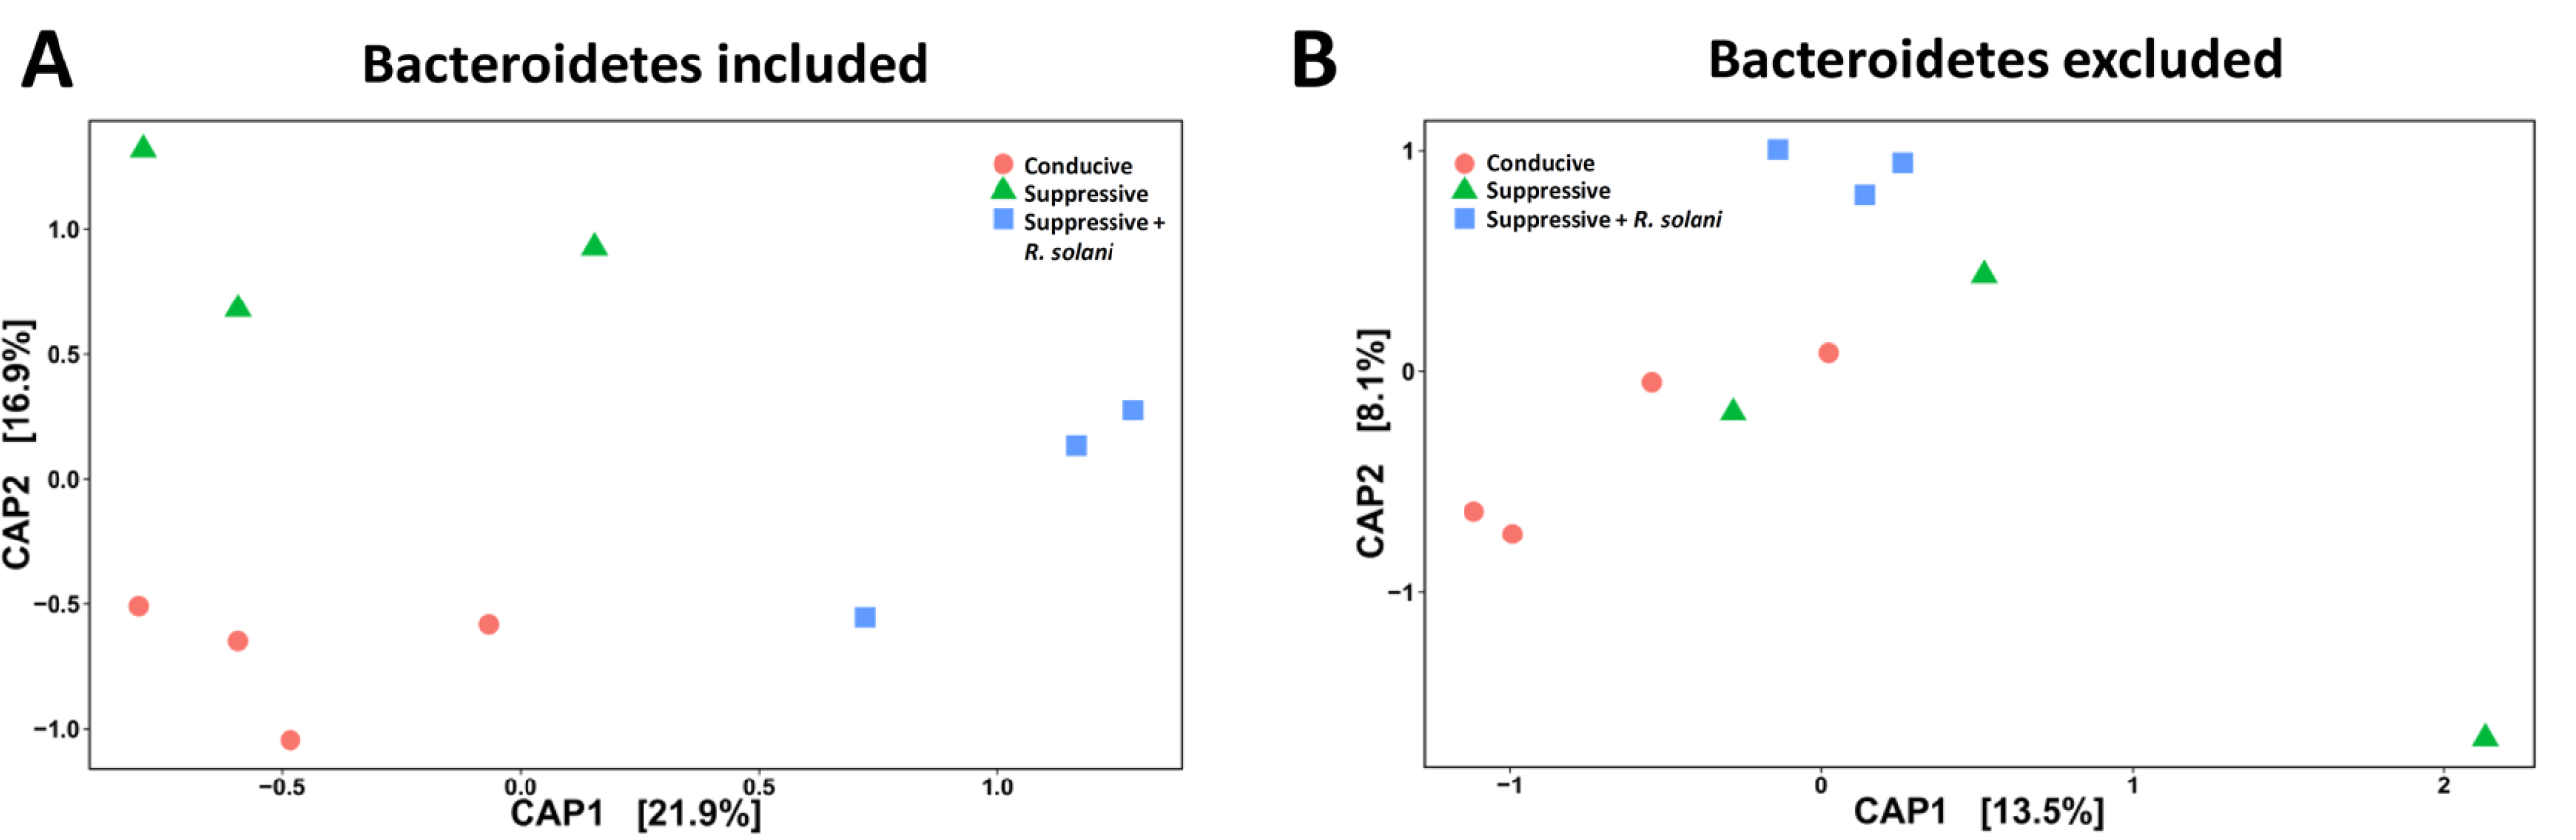 A
Bacteroidetes included
Conducive
Suppressive
Suppressive +
R. solani
1.0
0.5
0.0
−0.5
−1.0
CAP2 [16.9%]
−0.5
0.0
0.5
1.0
CAP1 [21.9%]
B
Bacteroidetes excluded
Conducive
Suppressive
Suppressive + R. solani
1
0
−1
CAP2 [8.1%]
−1
0
1
2
CAP1 [13.5%]